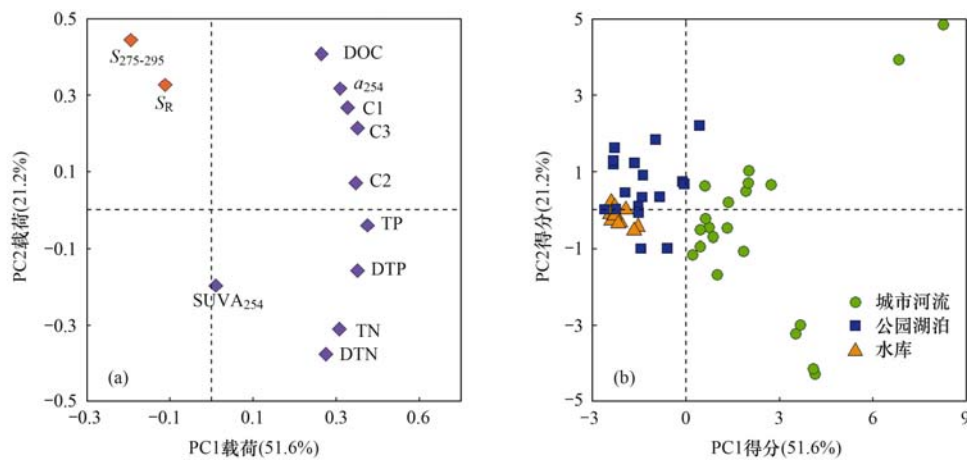 0.5
0.3
0.1
−0.1
−0.3
−0.5
PC2载荷(21.2%)
S275-295
SR
DOC
a254
C1
C3
C2
TP
DTP
SUVA254
TN
DTN
(a)
−0.3
−0.1
0.1
0.3
0.6
PC1载荷(51.6%)
5
3
1
−1
−3
−5
PC2得分(21.2%)
城市河流
公园湖泊
水库
(b)
−3
0
3
6
9
PC1得分(51.6%)